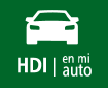 HDI | en mi
auto